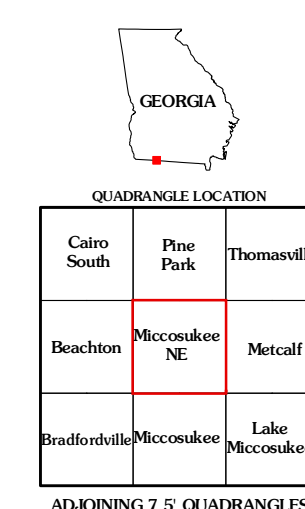 GEORGIA
QUADRANGLE LOCATION
Cairo South
Pine Park
Thomasvill
Beachton
Miccosukee NE
Metcalf
Bradfordville
Miccosukee
Lake Miccosukee
ADJOINING 7.5' QUADRANGLES